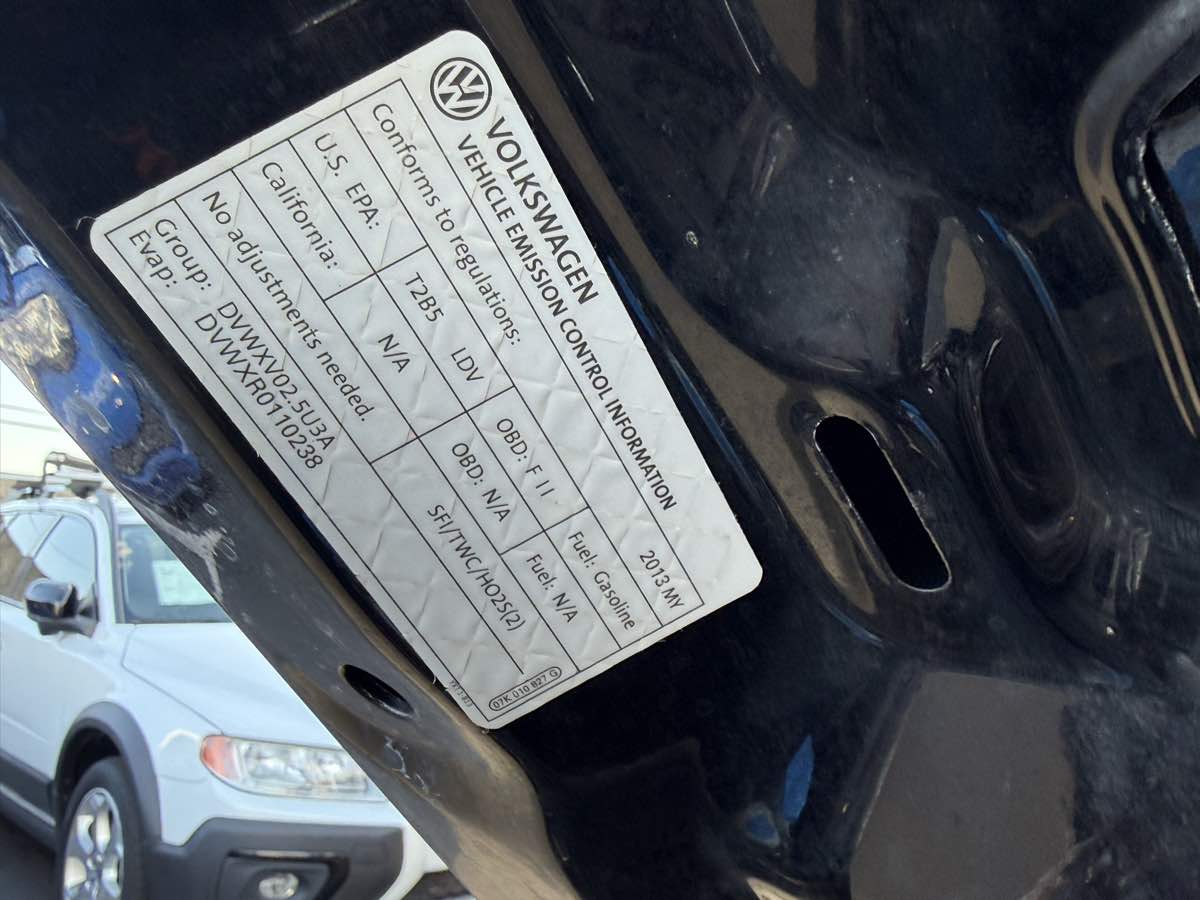 VOLKSWAGEN
VEHICLE EMISSION CONTROL INFORMATION
Conforms to regulations: 2013 MY
U.S. EPA: T2B5 LDV OBD: F II Fuel: Gasoline
California: N/A OBD: N/A Fuel: N/A
No adjustments needed.
Group: DVWXV02.5U3A SFI/TWC/HO2S(2)
Evap: DVWXR0110238
07K 010 827 G